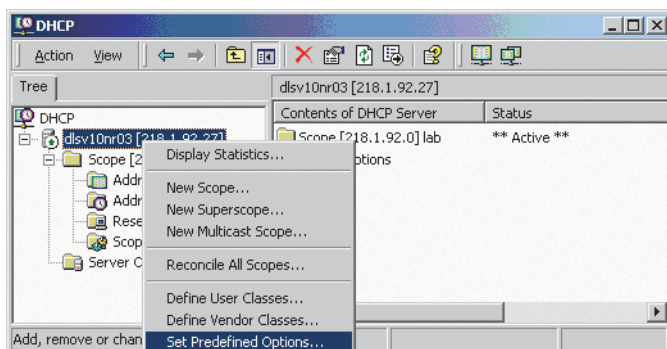 DHCP
Action View
Tree
dlsv10nr03 [218.1.92.27]
DHCP
dlsv10nr03 [218.1.92.27]
Scope [2
Addr
Addr
Rese
Scop
Server C
Contents of DHCP Server Status
Scope [218.1.92.0] lab ** Active **
ptions
Display Statistics...
New Scope...
New Superscope...
New Multicast Scope...
Reconcile All Scopes...
Define User Classes...
Define Vendor Classes...
Set Predefined Options...
Add, remove or chan